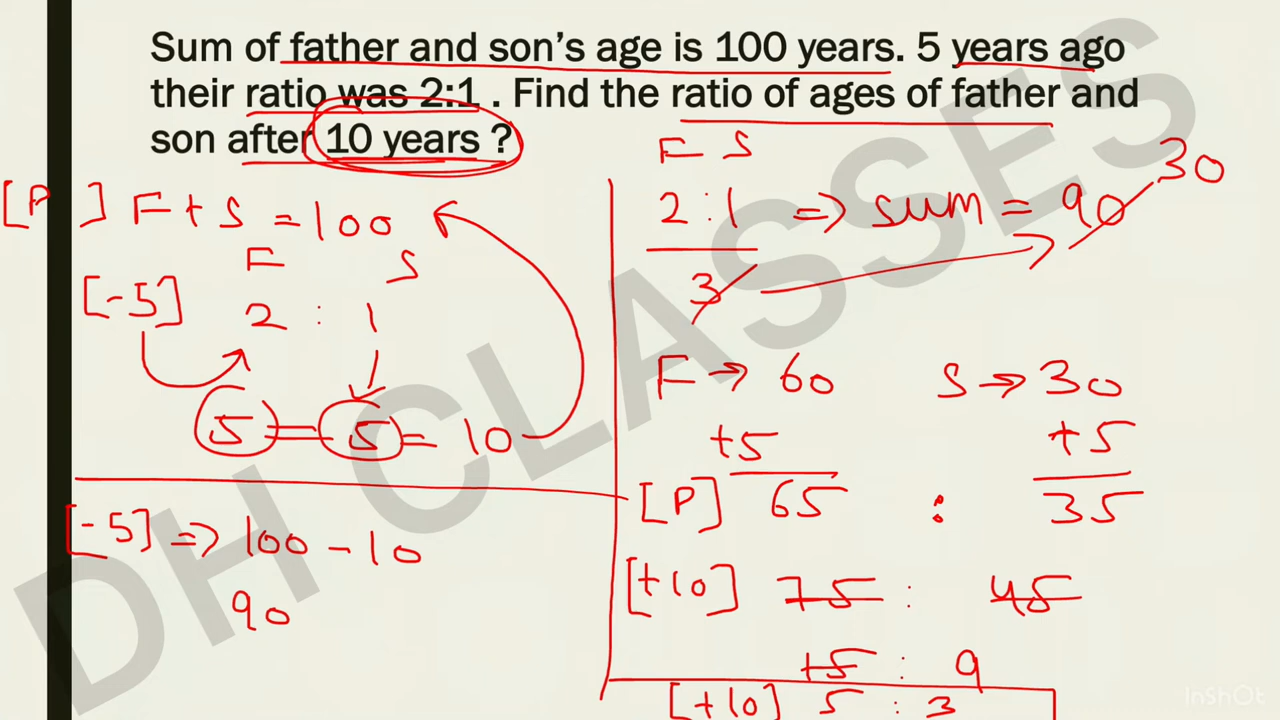 Sum of father and son's age is 100 years. 5 years ago
their ratio was 2:1 . Find the ratio of ages of father and
son after 10 years ?
[P ] F + S = 100
F S
[-5] 2 : 1
5 = 5 = 10
[-5] => 100 - 10
90
F S
2 : 1 => sum = 90 30
3
F → 60 S → 30
+5 +5
[P] 65 : 35
[+10] 75 : 45
15 : 9
[+10] 5 : 3
DH CLASSES
InShOt